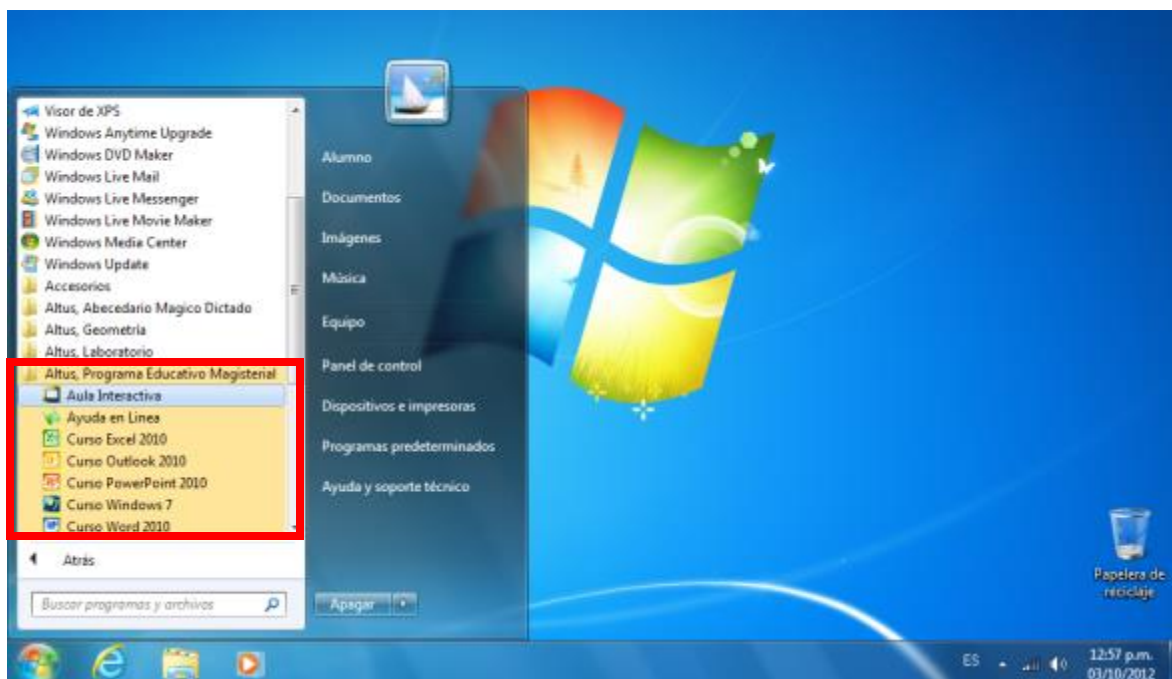 Visor de XPS
Windows Anytime Upgrade
Windows DVD Maker
Windows Live Mail
Windows Live Messenger
Windows Live Movie Maker
Windows Media Center
Windows Update
Accesorios
Altus, Abecedario Magico Dictado
Altus, Geometría
Altus, Laboratorio
Altus, Programa Educativo Magisterial
Aula Interactiva
Ayuda en Linea
Curso Excel 2010
Curso Outlook 2010
Curso PowerPoint 2010
Curso Windows 7
Curso Word 2010
Atrás
Buscar programas y archivos
Alumno
Documentos
Imágenes
Música
Equipo
Panel de control
Dispositivos e impresoras
Programas predeterminados
Ayuda y soporte técnico
Apagar
Papelera de
reciclaje
ES
12:57 p.m.
03/10/2012